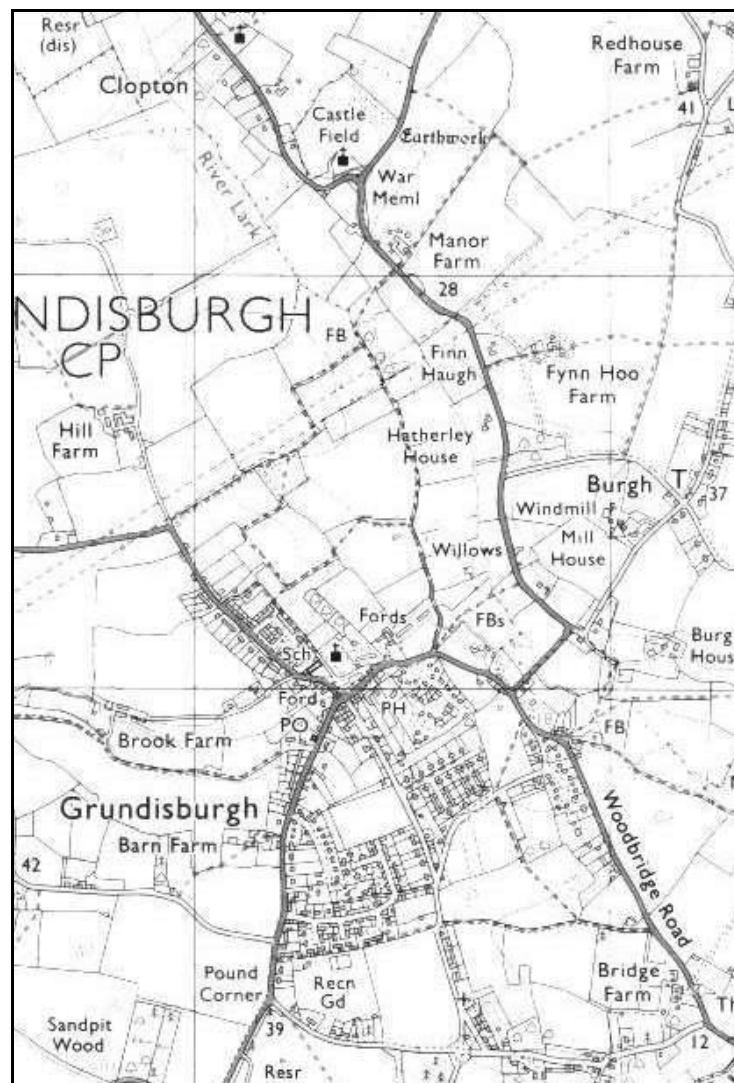 Resr
(dis)
Clopton
Redhouse
Farm
41
Castle
Field
Earthwork
River Lark
War
Meml
Manor
Farm
28
NDISBURGH
CP
FB
Finn
Haugh
Fynn Hoo
Farm
Hill
Farm
Hatherley
House
Burgh
T
37
Windmill
Mill
House
Willows
Fords
FBs
Sch
Burg
Hous
Ford
PO
PH
FB
Brook Farm
Grundisburgh
Barn Farm
42
Woodbridge Road
Pound
Corner
Recn
Gd
Bridge
Farm
Sandpit
Wood
39
Resr
Th
12